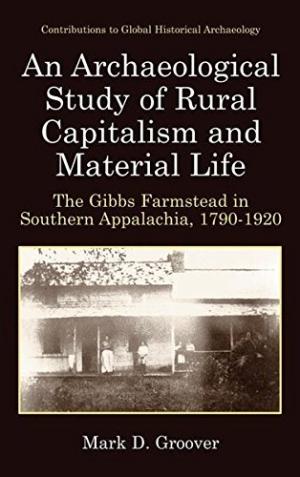 Contributions to Global Historical Archaeology
An Archaeological
Study of Rural
Capitalism and
Material Life
The Gibbs Farmstead in
Southern Appalachia, 1790-1920
Mark D. Groover